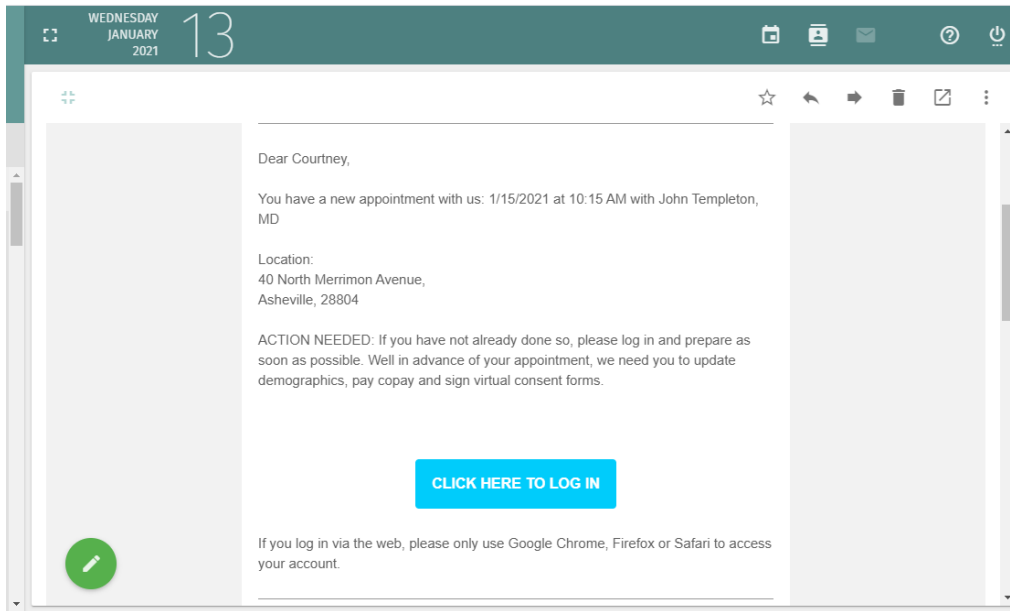 WEDNESDAY
JANUARY
2021
13
Dear Courtney,
You have a new appointment with us: 1/15/2021 at 10:15 AM with John Templeton,
MD
Location:
40 North Merrimon Avenue,
Asheville, 28804
ACTION NEEDED: If you have not already done so, please log in and prepare as
soon as possible. Well in advance of your appointment, we need you to update
demographics, pay copay and sign virtual consent forms.
CLICK HERE TO LOG IN
If you log in via the web, please only use Google Chrome, Firefox or Safari to access
your account.